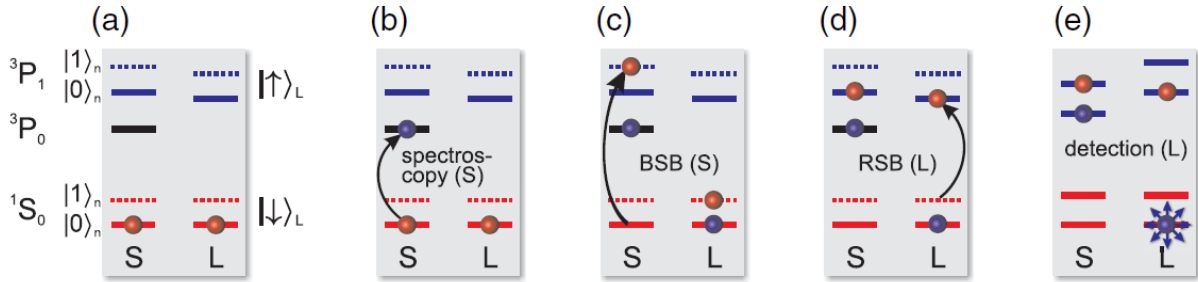 (a) (b) (c) (d) (e)
³P₁ |1⟩ₙ
|0⟩ₙ
|↑⟩L
³P₀
spectros-
copy (S)
BSB (S)
RSB (L)
detection (L)
¹S₀ |1⟩ₙ
|0⟩ₙ
|↓⟩L
S L S L S L S L S L